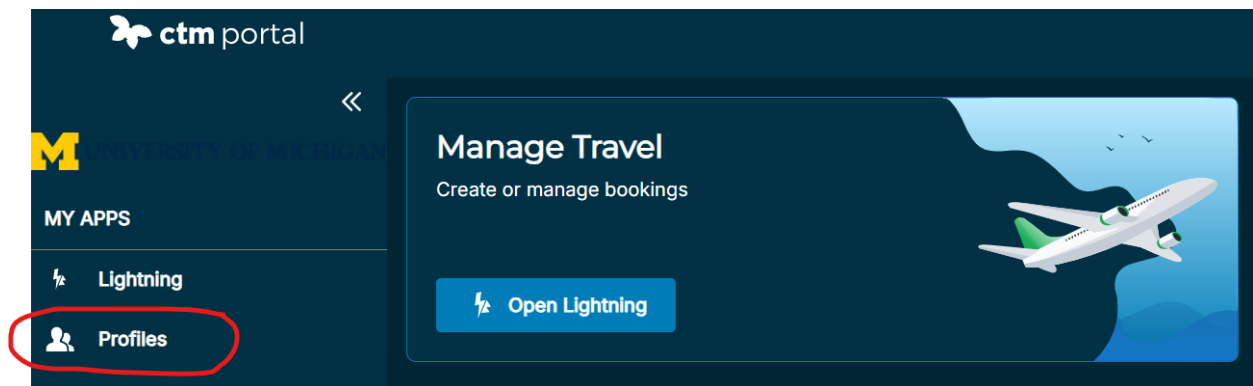 ctm portal
M UNIVERSITY OF MICHIGAN
MY APPS
Lightning
Profiles
Manage Travel
Create or manage bookings
Open Lightning